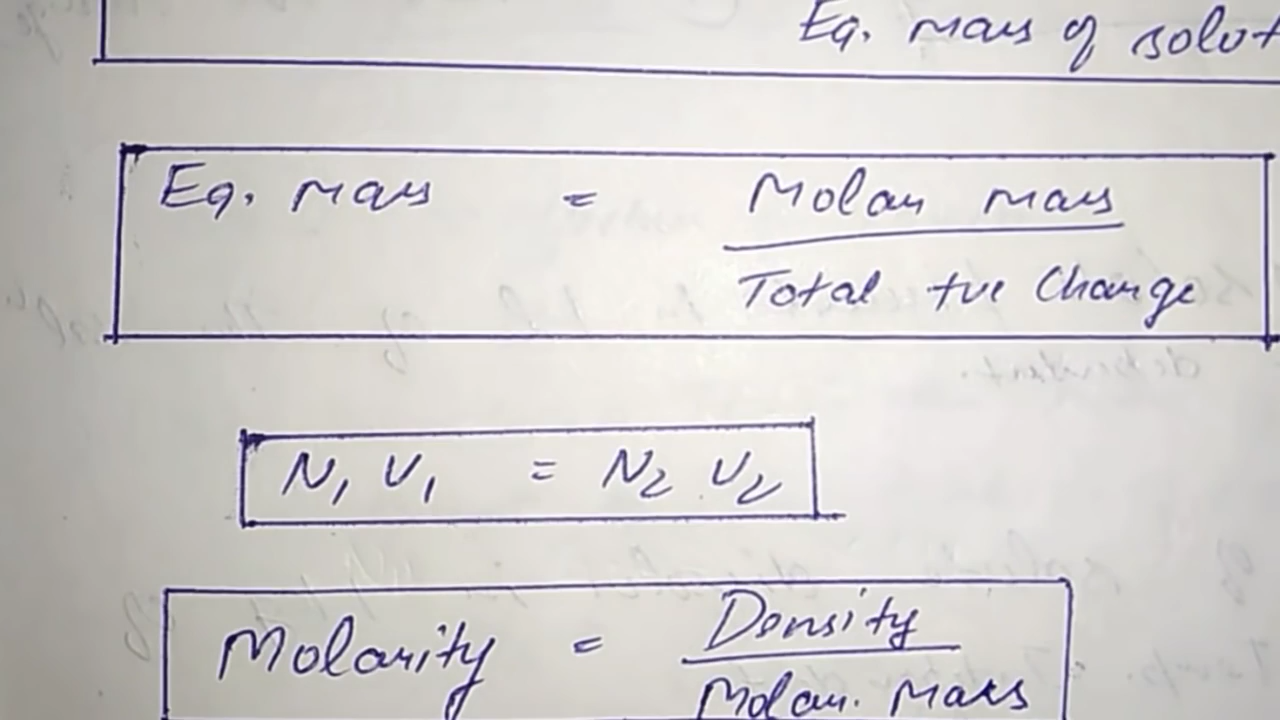 Eq. mass of solut
Eq. mass = Molar mass
Total +ve Charge
N1 V1 = N2 V2
Molarity = Density
Molar. Mass